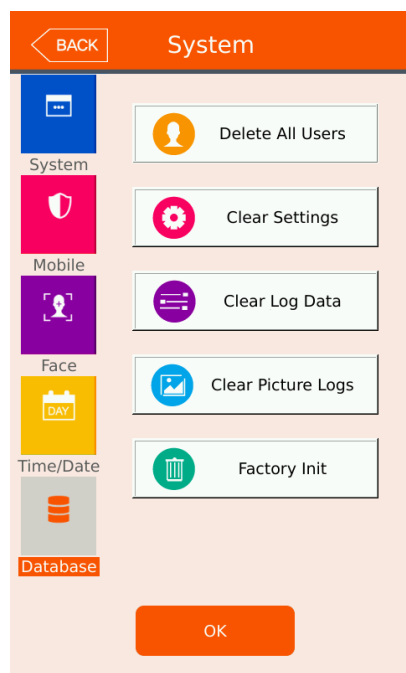 BACK
System
System
Mobile
Face
DAY
Time/Date
Database
Delete All Users
Clear Settings
Clear Log Data
Clear Picture Logs
Factory Init
OK